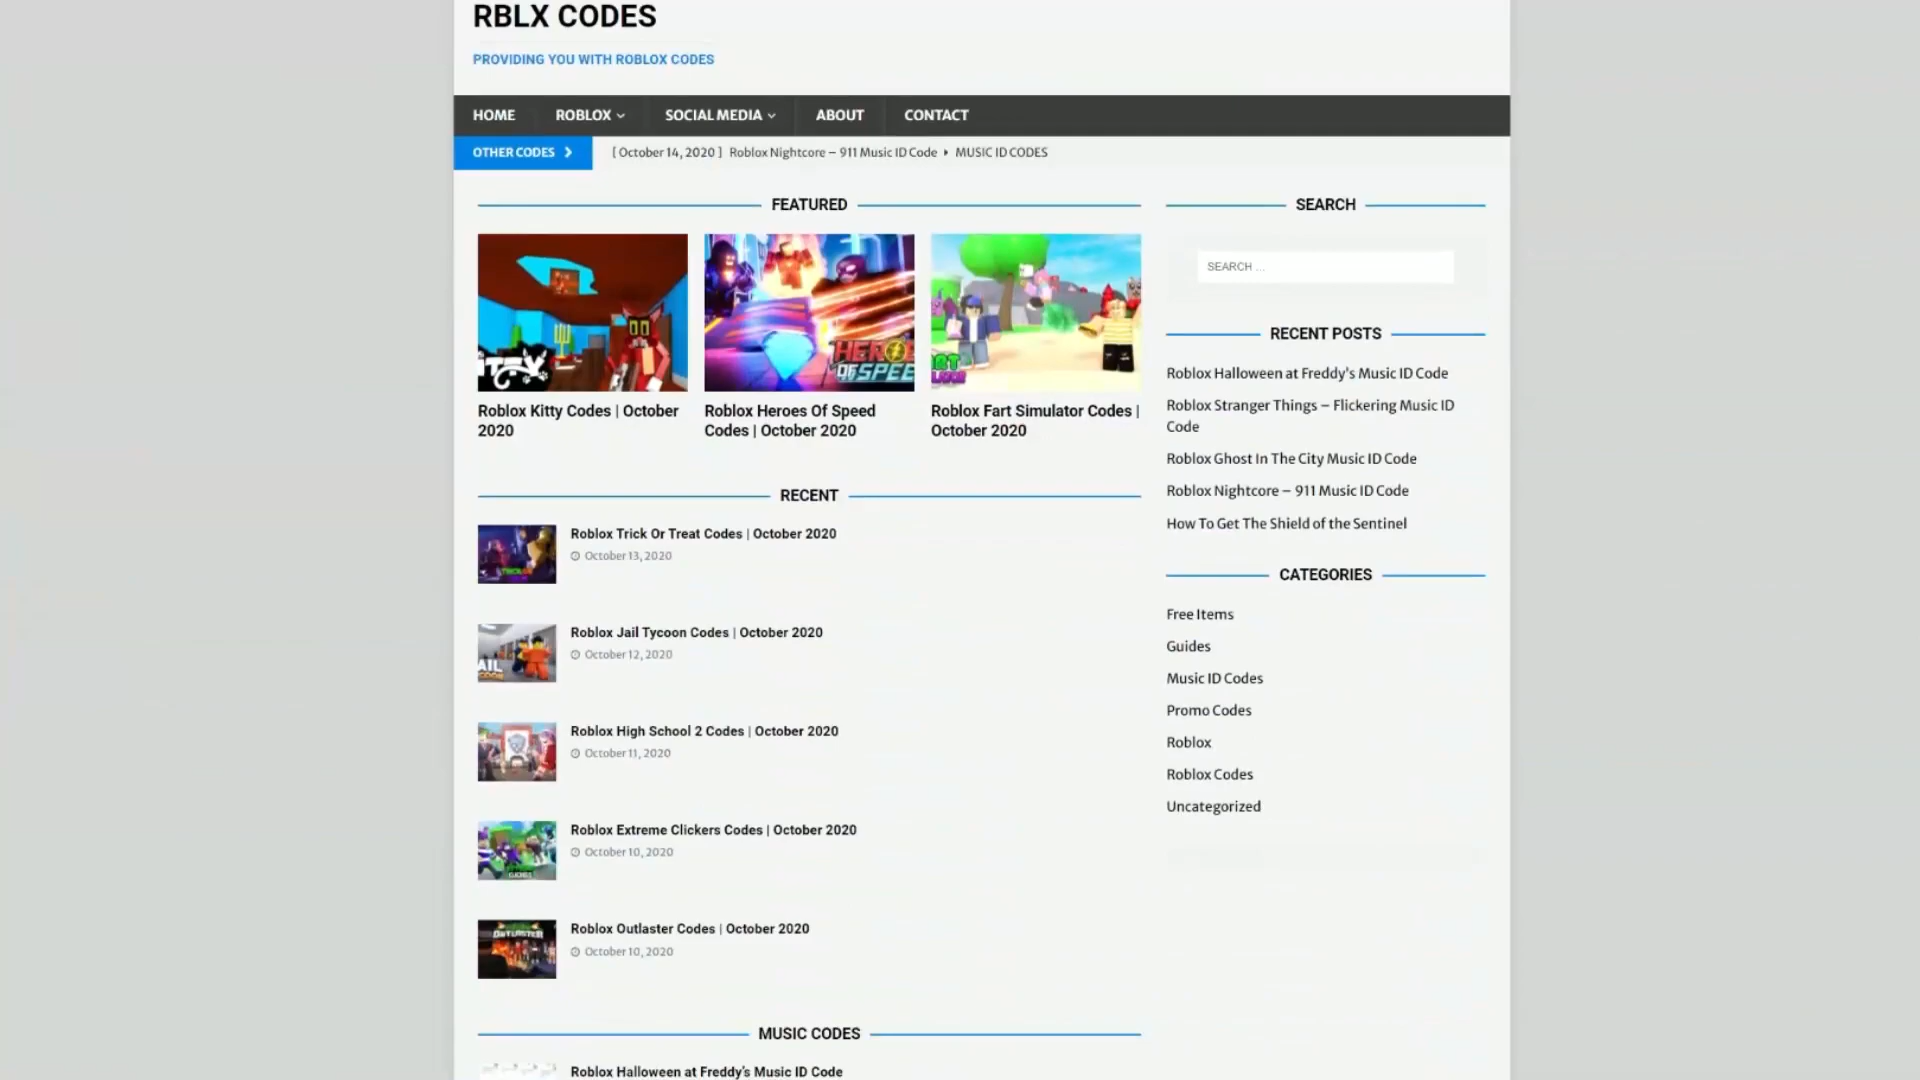 RBLX CODES
PROVIDING YOU WITH ROBLOX CODES
HOME ROBLOX SOCIAL MEDIA ABOUT CONTACT
OTHER CODES [ October 14, 2020 ] Roblox Nightcore – 911 Music ID Code MUSIC ID CODES
FEATURED
HERO
OF SPEE
Roblox Kitty Codes | October
2020
Roblox Heroes Of Speed
Codes | October 2020
Roblox Fart Simulator Codes |
October 2020
RECENT
Roblox Trick Or Treat Codes | October 2020
October 13, 2020
AIL
Roblox Jail Tycoon Codes | October 2020
October 12, 2020
Roblox High School 2 Codes | October 2020
October 11, 2020
Roblox Extreme Clickers Codes | October 2020
October 10, 2020
OUTLASTER
Roblox Outlaster Codes | October 2020
October 10, 2020
MUSIC CODES
Roblox Halloween at Freddy's Music ID Code
SEARCH
SEARCH ...
RECENT POSTS
Roblox Halloween at Freddy's Music ID Code
Roblox Stranger Things – Flickering Music ID
Code
Roblox Ghost In The City Music ID Code
Roblox Nightcore – 911 Music ID Code
How To Get The Shield of the Sentinel
CATEGORIES
Free Items
Guides
Music ID Codes
Promo Codes
Roblox
Roblox Codes
Uncategorized